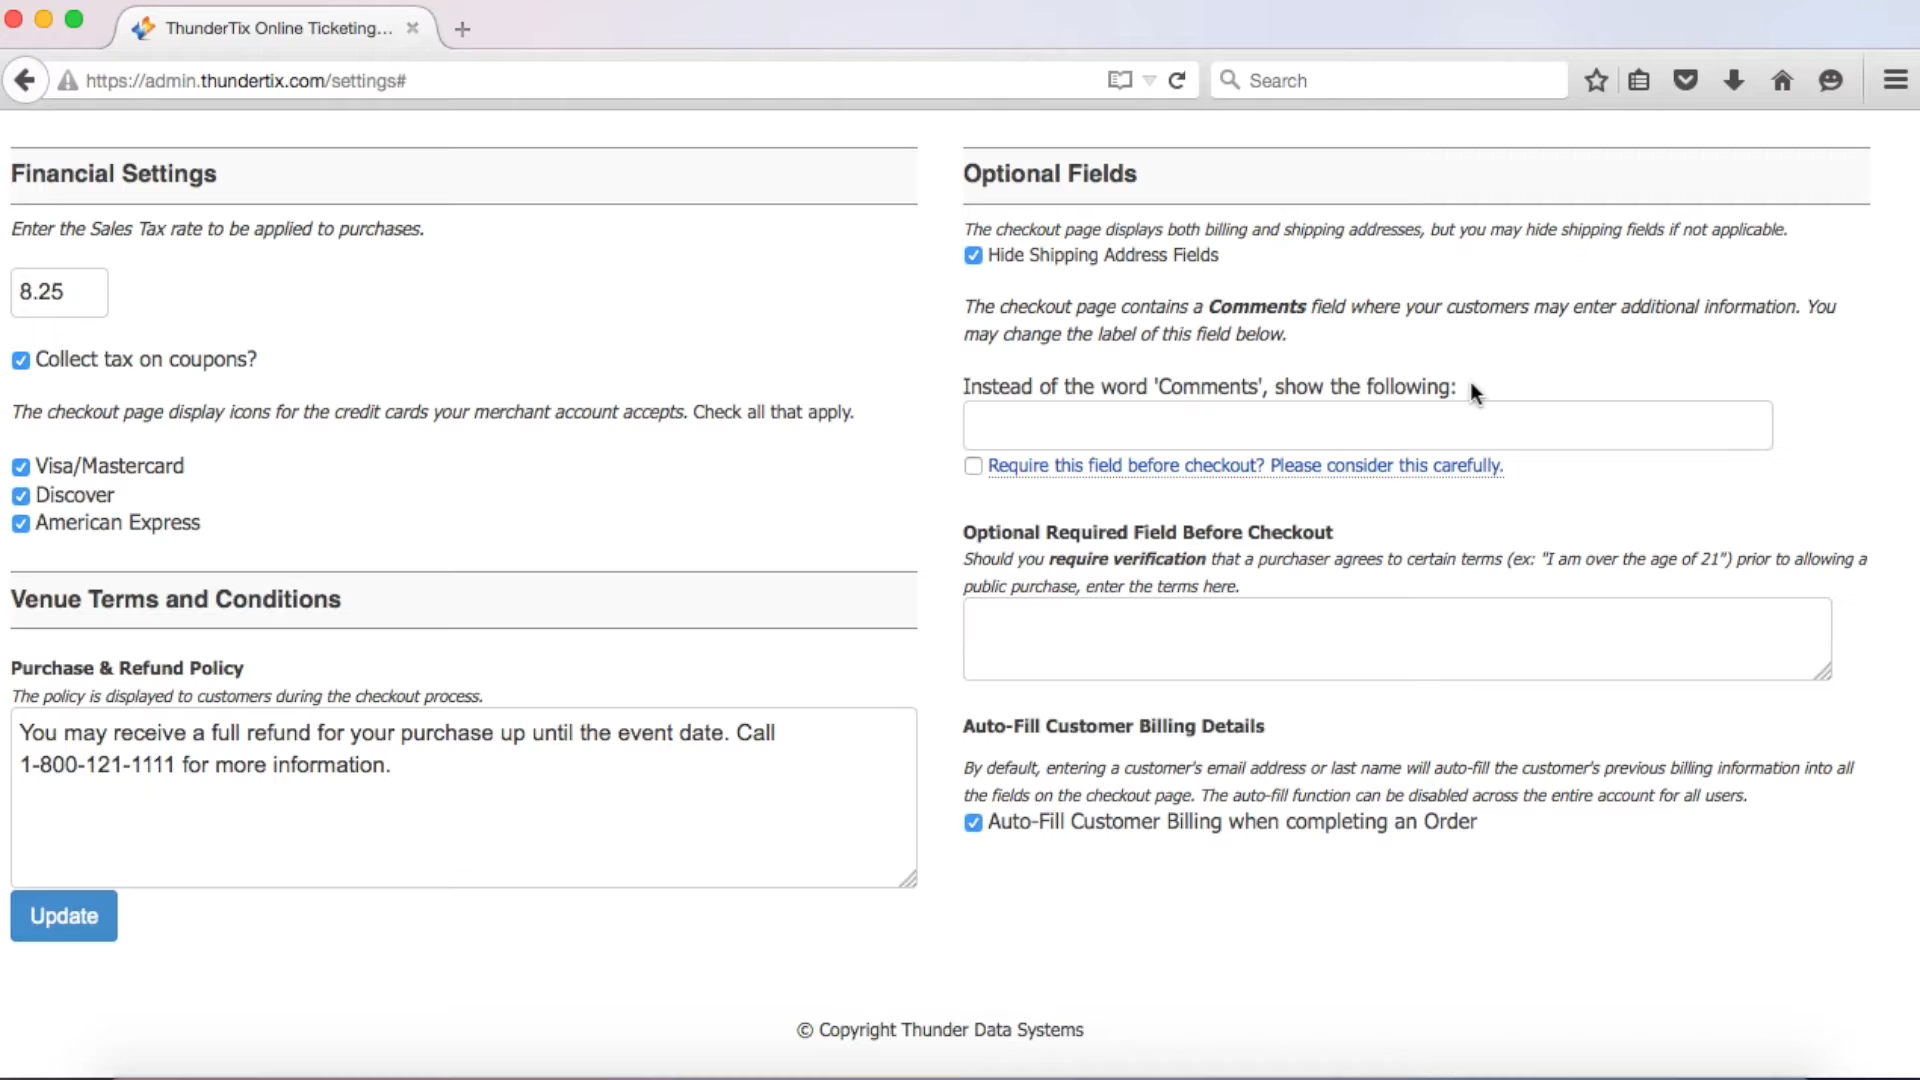 ThunderTix Online Ticketing...
https://admin.thundertix.com/settings#
Search
Financial Settings
Enter the Sales Tax rate to be applied to purchases.
8.25
Collect tax on coupons?
The checkout page display icons for the credit cards your merchant account accepts. Check all that apply.
Visa/Mastercard
Discover
American Express
Venue Terms and Conditions
Purchase & Refund Policy
The policy is displayed to customers during the checkout process.
You may receive a full refund for your purchase up until the event date. Call
1-800-121-1111 for more information.
Update
Optional Fields
The checkout page displays both billing and shipping addresses, but you may hide shipping fields if not applicable.
Hide Shipping Address Fields
The checkout page contains a Comments field where your customers may enter additional information. You
may change the label of this field below.
Instead of the word 'Comments', show the following:
Require this field before checkout? Please consider this carefully.
Optional Required Field Before Checkout
Should you require verification that a purchaser agrees to certain terms (ex: "I am over the age of 21") prior to allowing a
public purchase, enter the terms here.
Auto-Fill Customer Billing Details
By default, entering a customer's email address or last name will auto-fill the customer's previous billing information into all
the fields on the checkout page. The auto-fill function can be disabled across the entire account for all users.
Auto-Fill Customer Billing when completing an Order
© Copyright Thunder Data Systems